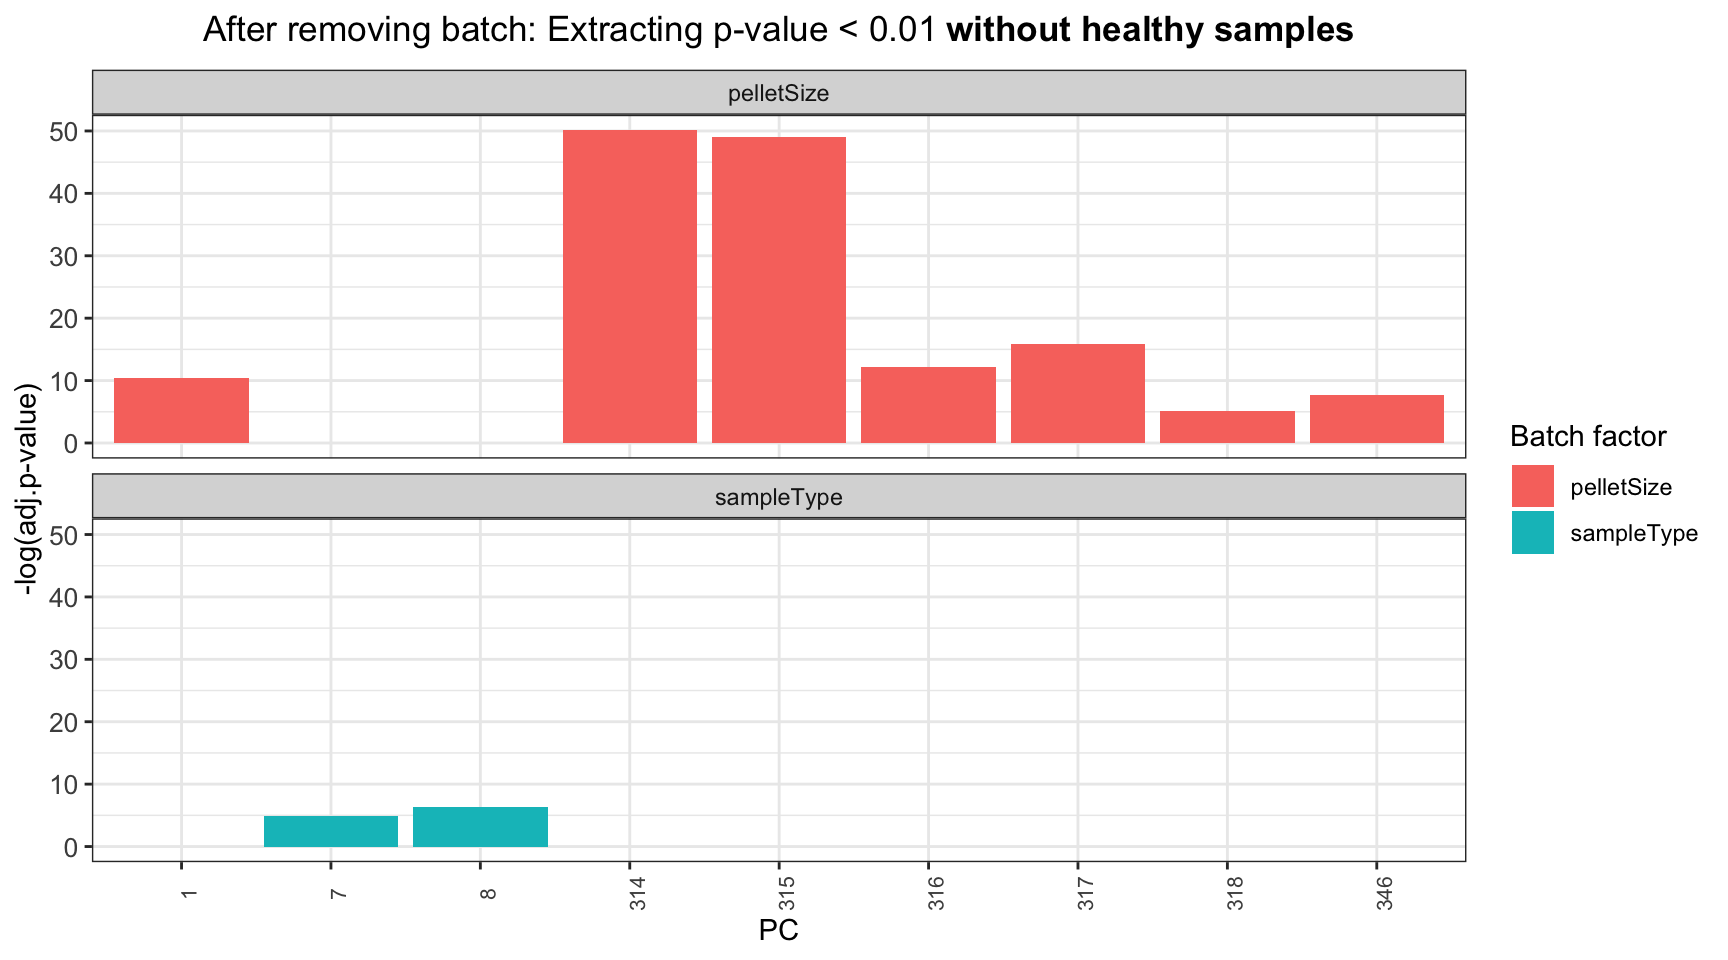 After removing batch: Extracting p-value < 0.01 without healthy samples
pelletSize
50
40
30
20
10
0
sampleType
50
40
30
20
10
0
-log(adj.p-value)
1
7
8
314
315
316
317
318
346
PC
Batch factor
pelletSize
sampleType